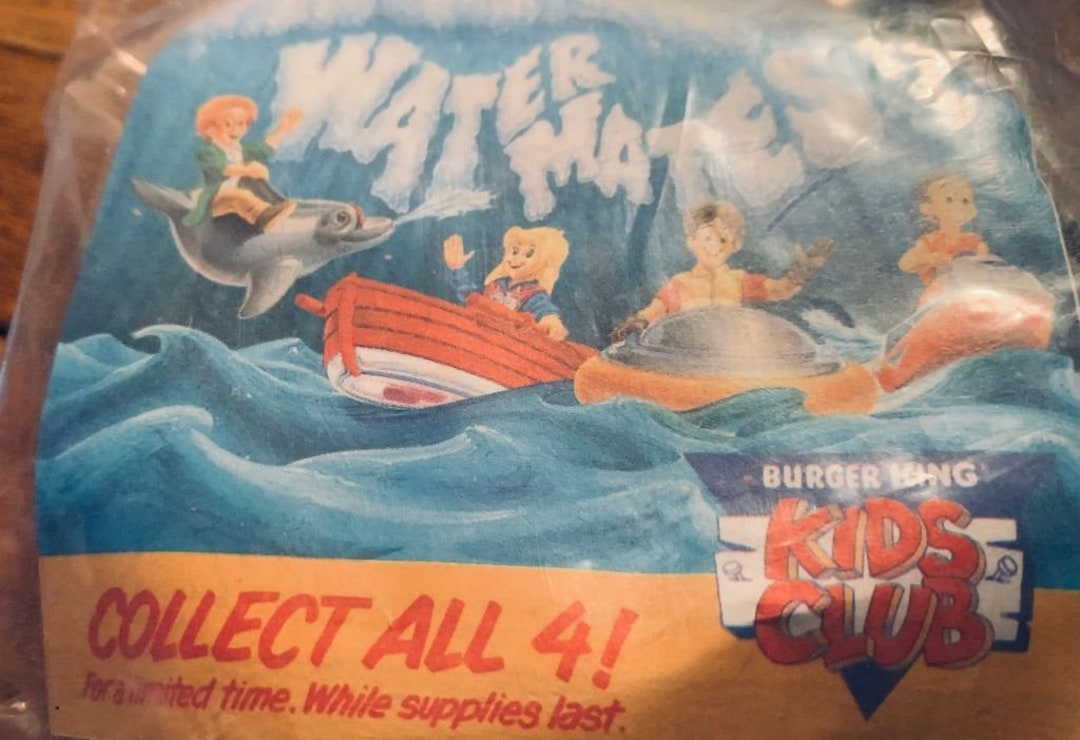 WATER
MATES
BURGER KING
KIDS
CLUB
COLLECT ALL 4!
For a limited time. While supplies last.